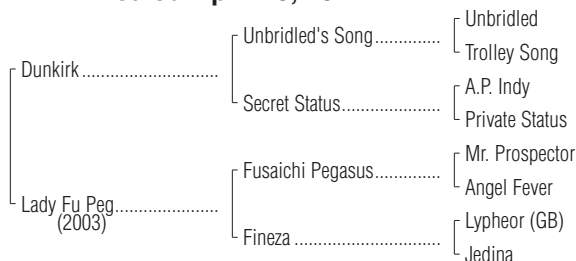 Unbridled
Unbridled's Song..............
Trolley Song
Dunkirk.............................
A.P. Indy
Secret Status.....................
Private Status
Mr. Prospector
Fusaichi Pegasus..............
Angel Fever
Lady Fu Peg......................
(2003)
Lypheor (GB)
Fineza ...............................
Jedina